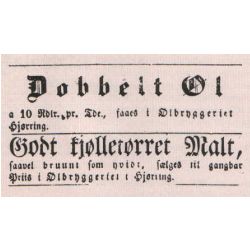 Dobbelt Øl
a 10 Rdlr. pr. Tde., faaes i Ølbryggeriet
Hjørring.
Godt kjølletørret Malt,
saavel bruunt som hvidt, sælges til gangbar
Priis i Ølbryggeriet i Hjørring.